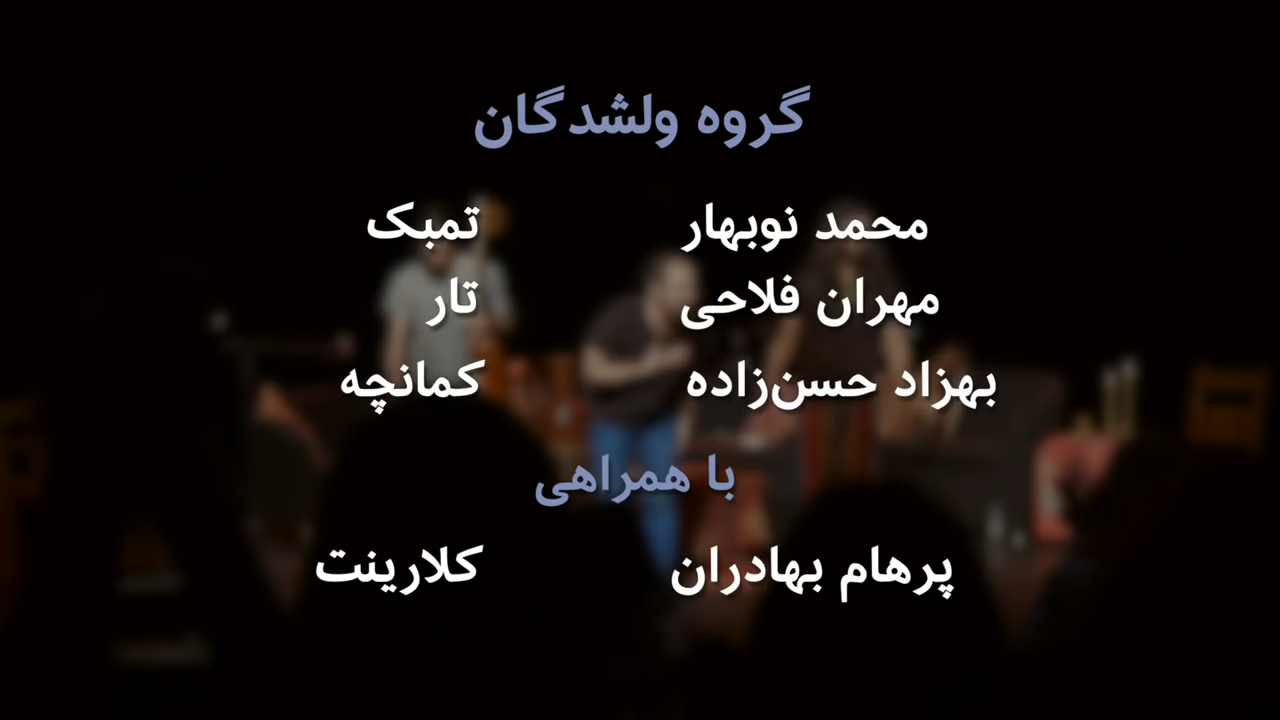 گروه ولشدگان
محمد نوبهار تمبک
مهران فلاحی تار
بهزاد حسن‌زاده کمانچه
با همراهی
پرهام بهادران کلارینت